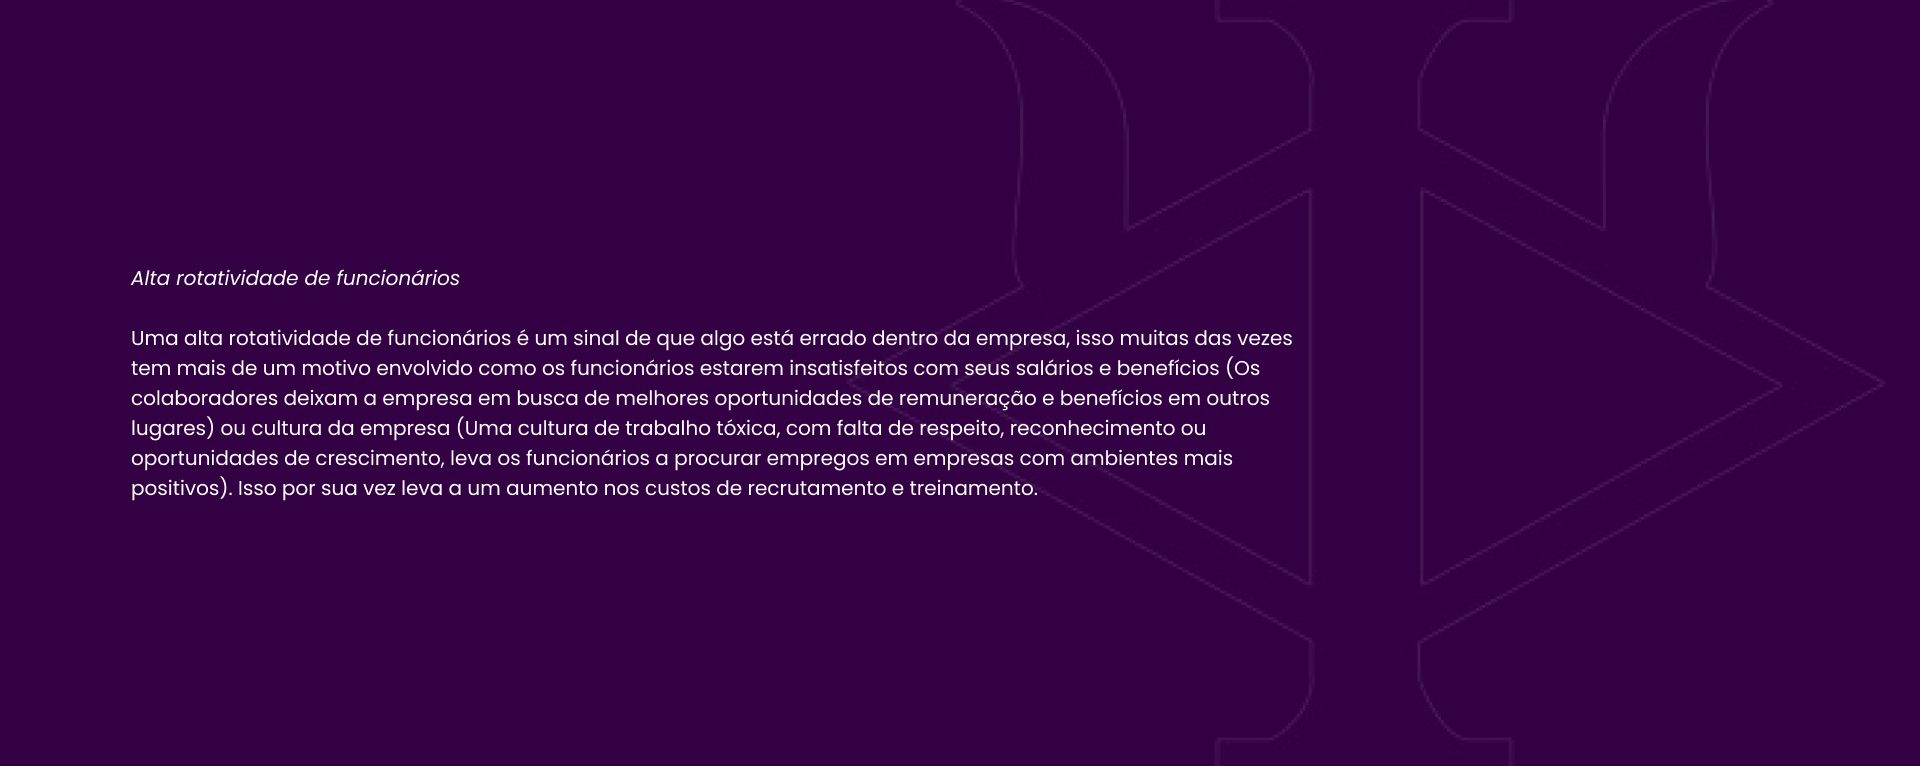 Alta rotatividade de funcionários
Uma alta rotatividade de funcionários é um sinal de que algo está errado dentro da empresa, isso muitas das vezes
tem mais de um motivo envolvido como os funcionários estarem insatisfeitos com seus salários e benefícios (Os
colaboradores deixam a empresa em busca de melhores oportunidades de remuneração e benefícios em outros
lugares) ou cultura da empresa (Uma cultura de trabalho tóxica, com falta de respeito, reconhecimento ou
oportunidades de crescimento, leva os funcionários a procurar empregos em empresas com ambientes mais
positivos). Isso por sua vez leva a um aumento nos custos de recrutamento e treinamento.